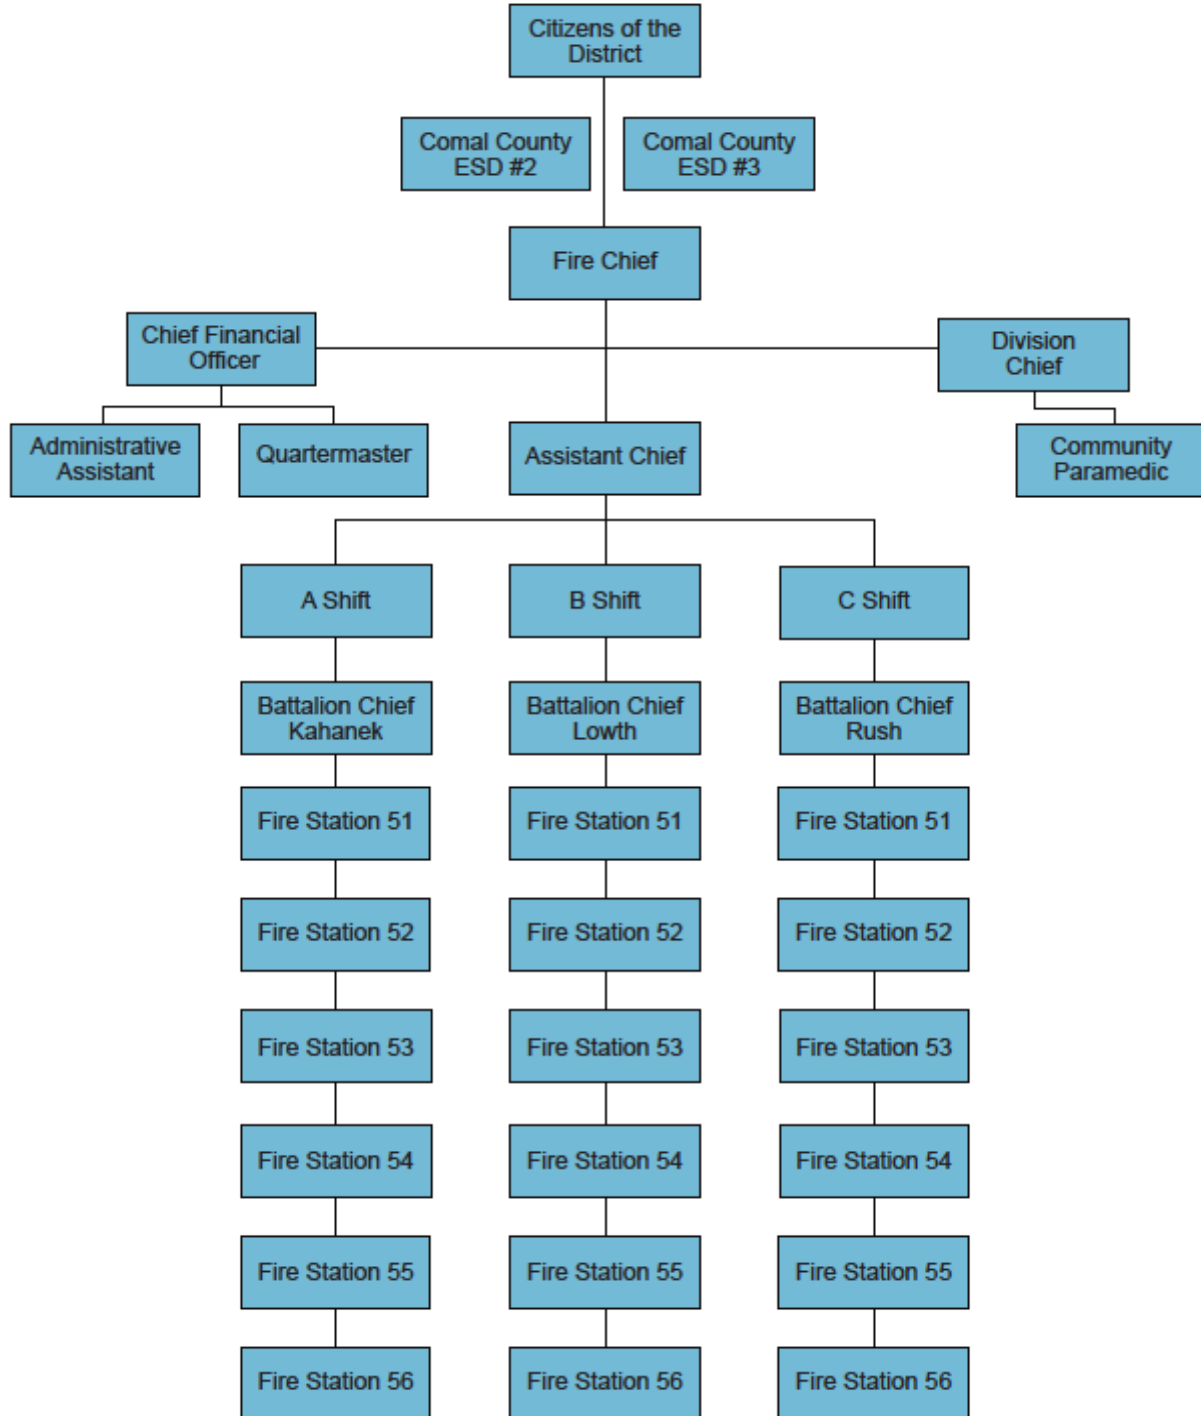 Citizens of the
District
Comal County
ESD #2
Comal County
ESD #3
Fire Chief
Chief Financial
Officer
Division
Chief
Administrative
Assistant
Quartermaster
Assistant Chief
Community
Paramedic
A Shift
B Shift
C Shift
Battalion Chief
Kahanek
Battalion Chief
Lowth
Battalion Chief
Rush
Fire Station 51
Fire Station 51
Fire Station 51
Fire Station 52
Fire Station 52
Fire Station 52
Fire Station 53
Fire Station 53
Fire Station 53
Fire Station 54
Fire Station 54
Fire Station 54
Fire Station 55
Fire Station 55
Fire Station 55
Fire Station 56
Fire Station 56
Fire Station 56